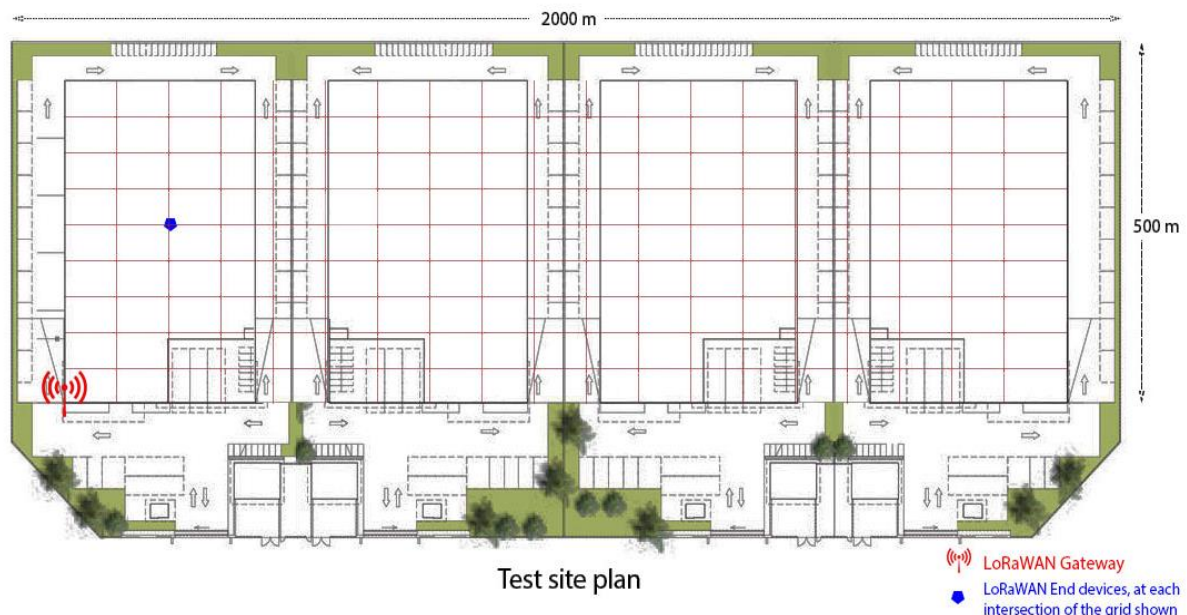 2000 m
500 m
Test site plan
LoRaWAN Gateway
LoRaWAN End devices, at each
intersection of the grid shown